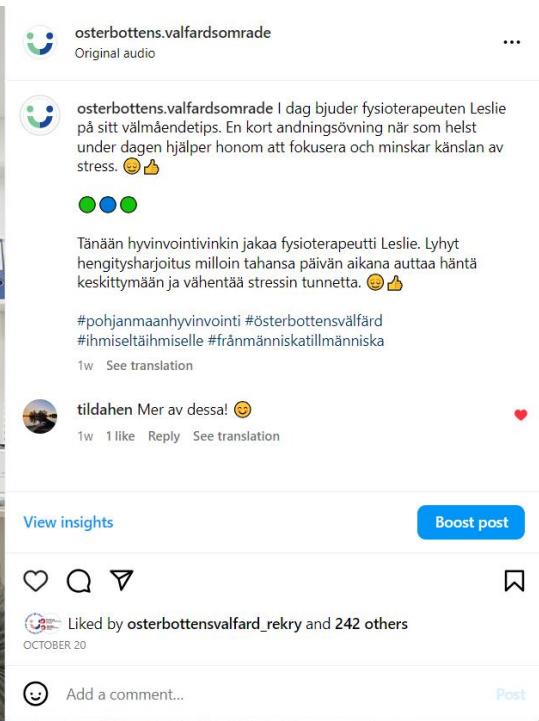 osterbottens.valfardsomrade
Original audio
osterbottens.valfardsomrade I dag bjuder fysioterapeuten Leslie
på sitt välmåendetips. En kort andningsövning när som helst
under dagen hjälper honom att fokusera och minskar känslan av
stress. 😌👍
🟢🔵🟢
Tänään hyvinvointivinkin jakaa fysioterapeutti Leslie. Lyhyt
hengitysharjoitus milloin tahansa päivän aikana auttaa häntä
keskittymään ja vähentää stressin tunnetta. 😌👍
#pohjanmaanhyvinvointi #österbottensvälfärd
#ihmiseltäihmiselle #frånmänniskatillmänniska
1w See translation
tildahen Mer av dessa! 😊
1w 1 like Reply See translation
View insights
Boost post
Liked by osterbottensvalfard_rekry and 242 others
OCTOBER 20
Add a comment...
Post